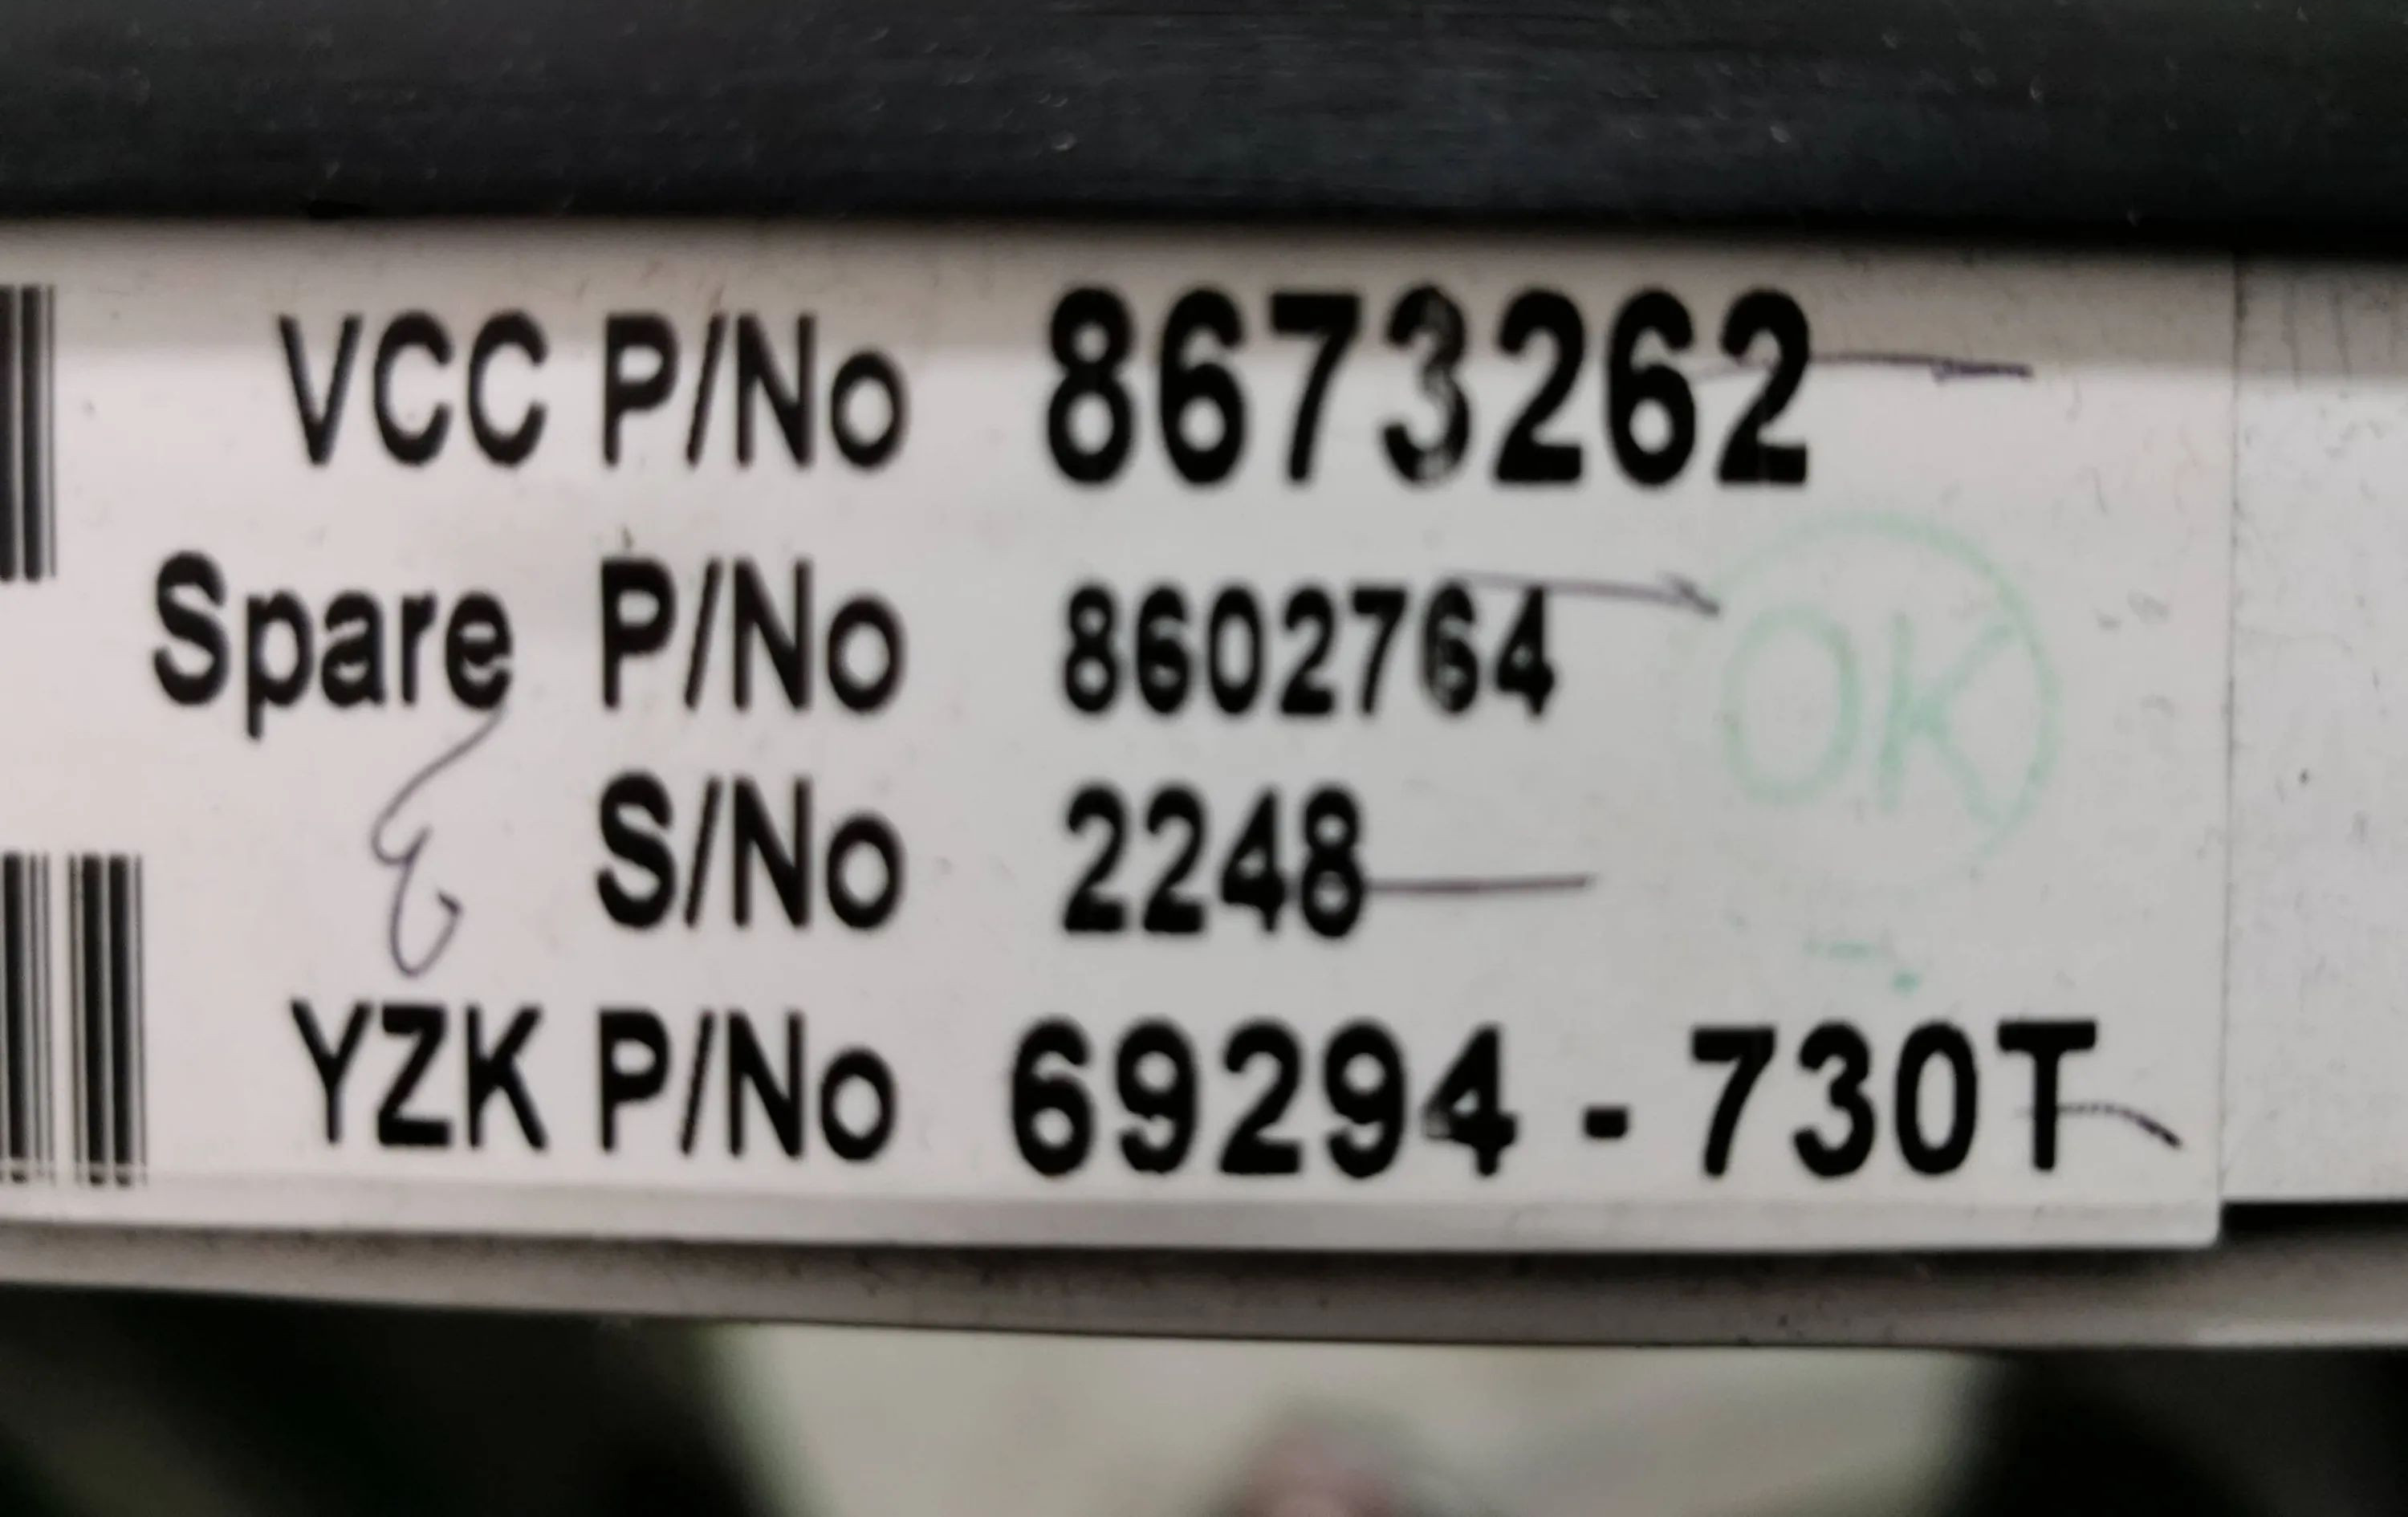 VCC P/No 8673262
Spare P/No 8602764
OK
S/No 2248
YZK P/No 69294 - 730T